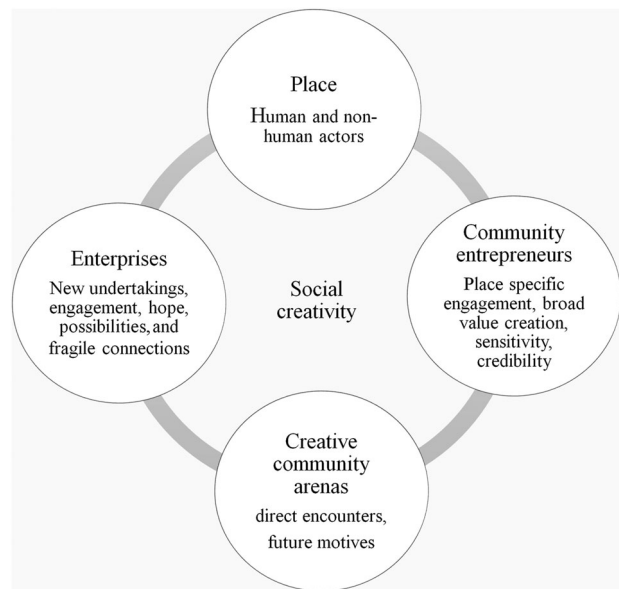 Place
Human and non-
human actors
Community
entrepreneurs
Place specific
engagement, broad
value creation,
sensitivity,
credibility
Enterprises
New undertakings,
engagement, hope,
possibilities, and
fragile connections
Social
creativity
Creative
community
arenas
direct encounters,
future motives